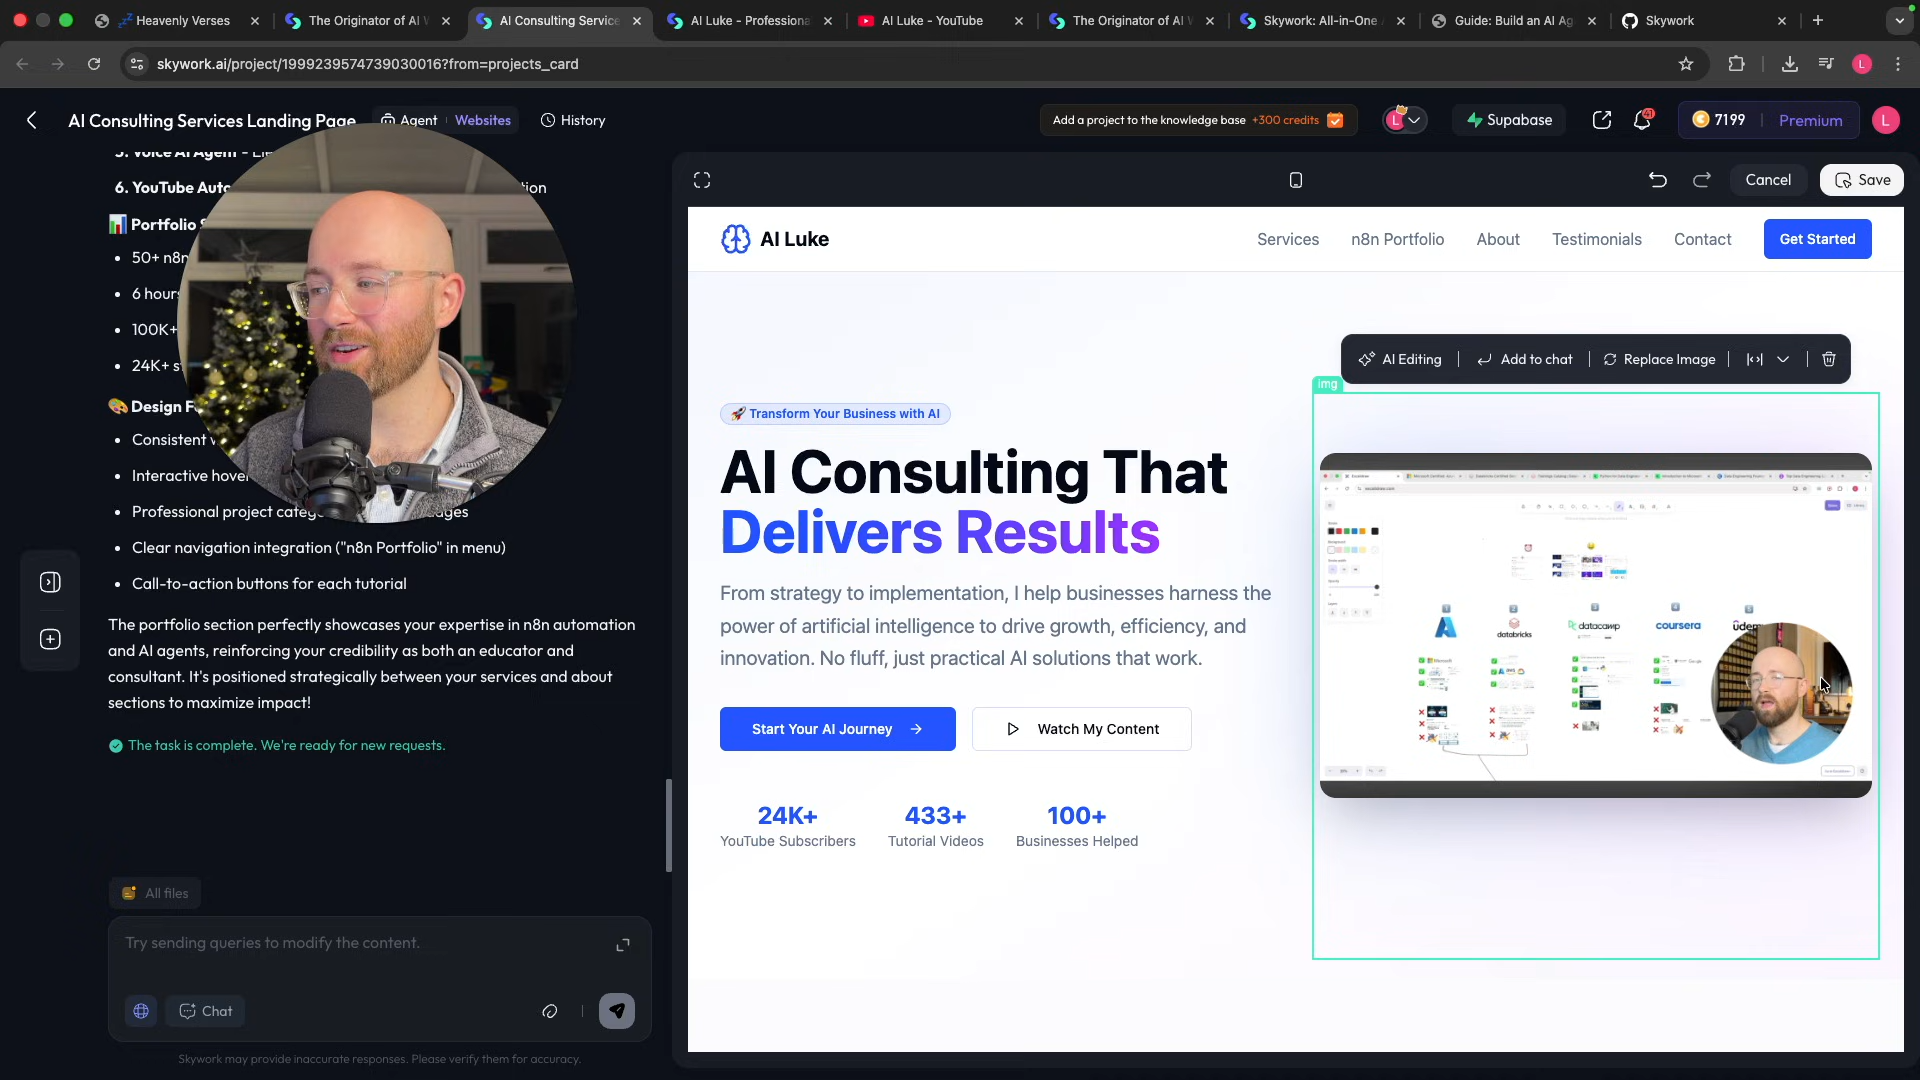 Heavenly Verses
The Originator of AI
AI Consulting Service
AI Luke - Professiona
AI Luke - YouTube
The Originator of AI
Skywork: All-in-One
Guide: Build an AI Ag
Skywork
skywork.ai/project/1999239574739030016?from=projects_card
L
AI Consulting Services Landing Page
Agent
Websites
History
Add a project to the knowledge base +300 credits
L
Supabase
41
7199
Premium
L
5. Voice AI Agent -
6. YouTube Auto
tion
Portfolio
50+ n8n
6 hours
100K+
24K+
Design
Consistent
Interactive hove
Professional project
Clear navigation integration ("n8n Portfolio" in menu)
Call-to-action buttons for each tutorial
The portfolio section perfectly showcases your expertise in n8n automation
and AI agents, reinforcing your credibility as both an educator and
consultant. It's positioned strategically between your services and about
sections to maximize impact!
The task is complete. We're ready for new requests.
All files
Try sending queries to modify the content.
Chat
Skywork may provide inaccurate responses. Please verify them for accuracy.
Cancel
Save
AI Luke
Services
n8n Portfolio
About
Testimonials
Contact
Get Started
AI Editing
Add to chat
Replace Image
img
🚀 Transform Your Business with AI
AI Consulting That
Delivers Results
From strategy to implementation, I help businesses harness the
power of artificial intelligence to drive growth, efficiency, and
innovation. No fluff, just practical AI solutions that work.
Start Your AI Journey
Watch My Content
24K+
YouTube Subscribers
433+
Tutorial Videos
100+
Businesses Helped
databricks
datacamp
coursera
udemy